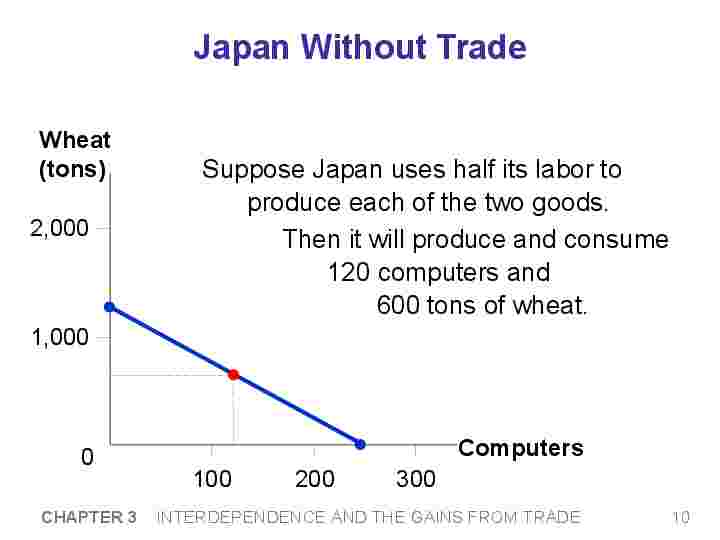 Japan Without Trade
Wheat
(tons)
Suppose Japan uses half its labor to
produce each of the two goods.
Then it will produce and consume
120 computers and
600 tons of wheat.
2,000
1,000
0
Computers
100 200 300
CHAPTER 3 INTERDEPENDENCE AND THE GAINS FROM TRADE 10